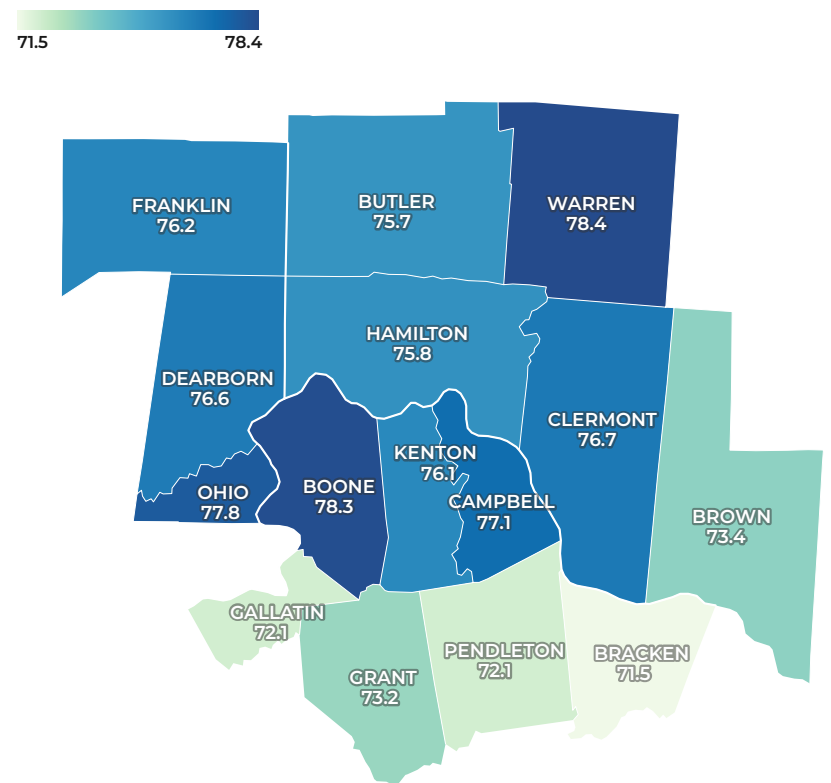 71.5 78.4
FRANKLIN
76.2
BUTLER
75.7
WARREN
78.4
HAMILTON
75.8
DEARBORN
76.6
CLERMONT
76.7
KENTON
76.1
OHIO
77.8
BOONE
78.3
CAMPBELL
77.1
BROWN
73.4
GALLATIN
72.1
PENDLETON
72.1
BRACKEN
71.5
GRANT
73.2